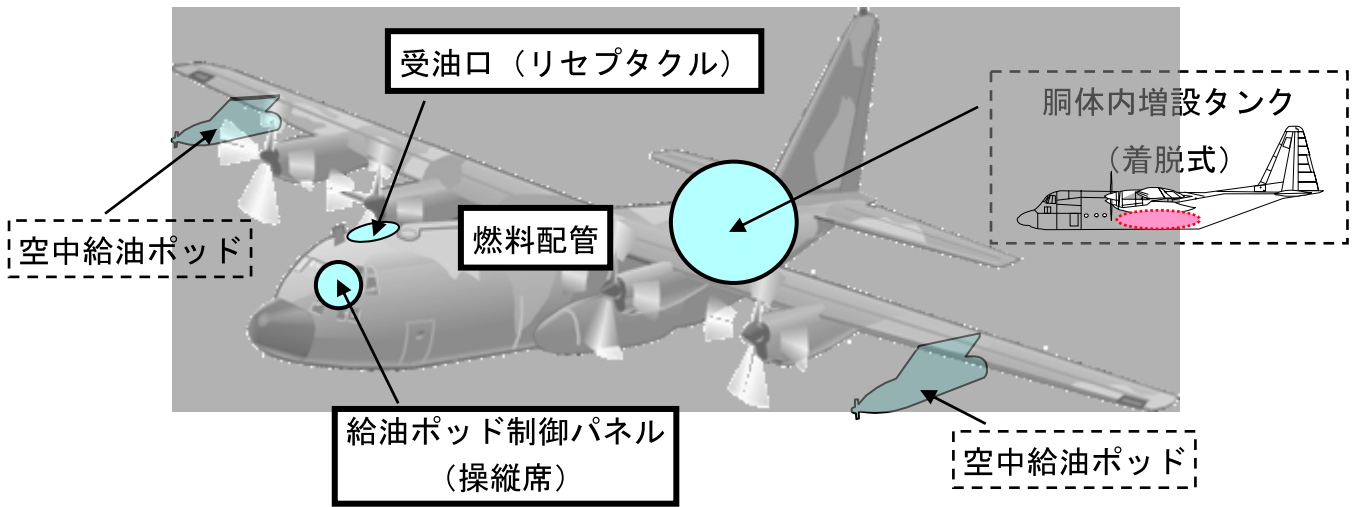 受油口（リセプタクル）
胴体内増設タンク
（着脱式）
空中給油ポッド
燃料配管
給油ポッド制御パネル
（操縦席）
空中給油ポッド